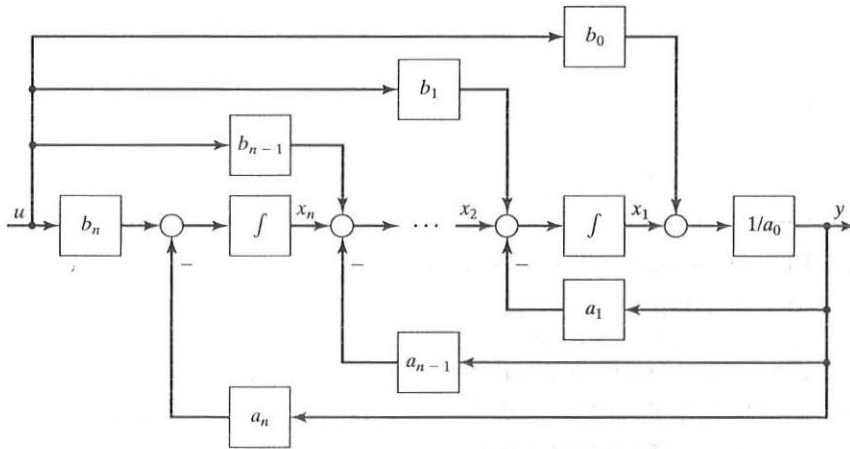 b₀
b₁
bₙ₋₁
u bₙ ∫ xₙ ⋯ x₂ ∫ x₁ 1/a₀ y
− − −
a₁
aₙ₋₁
aₙ